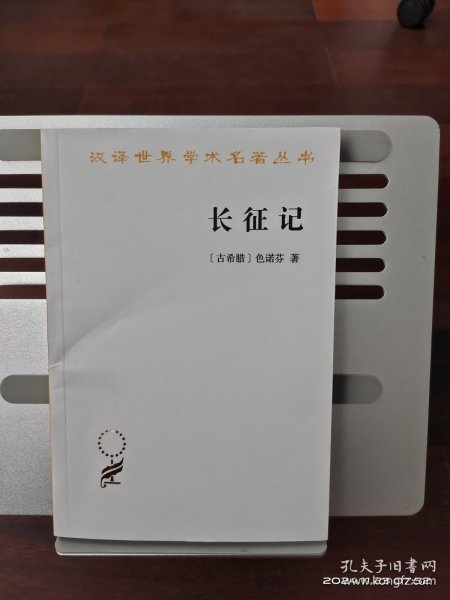 汉译世界学术名著丛书
长征记
〔古希腊〕色诺芬 著
孔夫子旧书网